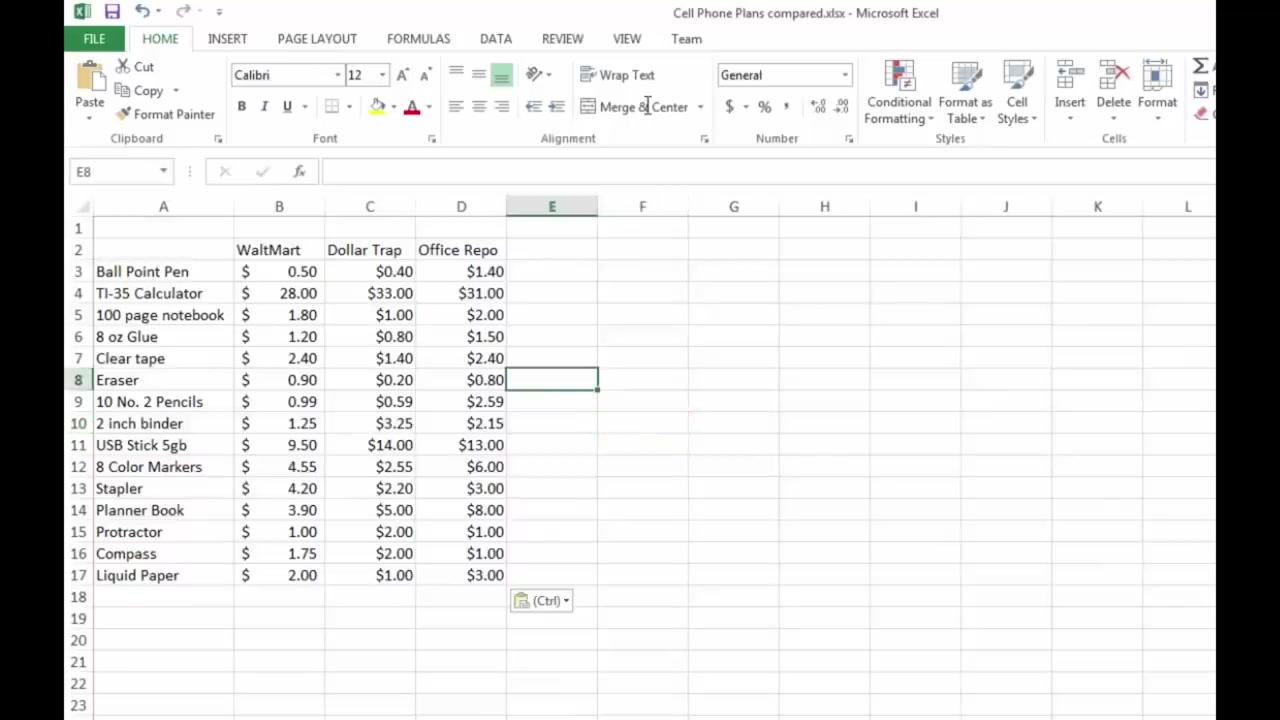 Cell Phone Plans compared.xlsx - Microsoft Excel
FILE HOME INSERT PAGE LAYOUT FORMULAS DATA REVIEW VIEW Team
Paste Cut Copy Format Painter Clipboard
Calibri 12 B I U A A A Font
Wrap Text Merge & Center Alignment
General $ % , Number
Conditional Formatting Format as Table Cell Styles Styles
Insert Delete Format Cells
E8 fx
A B C D E F G H I J K L
1
2 WaltMart Dollar Trap Office Repo
3 Ball Point Pen $ 0.50 $0.40 $1.40
4 TI-35 Calculator $ 28.00 $33.00 $31.00
5 100 page notebook $ 1.80 $1.00 $2.00
6 8 oz Glue $ 1.20 $0.80 $1.50
7 Clear tape $ 2.40 $1.40 $2.40
8 Eraser $ 0.90 $0.20 $0.80
9 10 No. 2 Pencils $ 0.99 $0.59 $2.59
10 2 inch binder $ 1.25 $3.25 $2.15
11 USB Stick 5gb $ 9.50 $14.00 $13.00
12 8 Color Markers $ 4.55 $2.55 $6.00
13 Stapler $ 4.20 $2.20 $3.00
14 Planner Book $ 3.90 $5.00 $8.00
15 Protractor $ 1.00 $2.00 $1.00
16 Compass $ 1.75 $2.00 $1.00
17 Liquid Paper $ 2.00 $1.00 $3.00
18 (Ctrl)
19
20
21
22
23